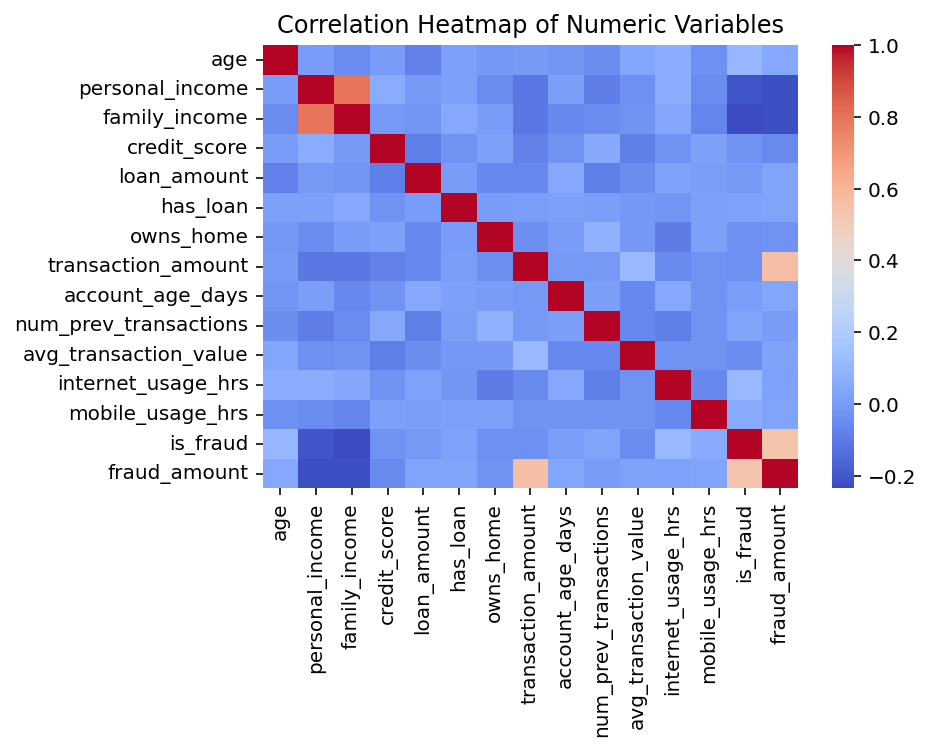 Correlation Heatmap of Numeric Variables
age
personal_income
family_income
credit_score
loan_amount
has_loan
owns_home
transaction_amount
account_age_days
num_prev_transactions
avg_transaction_value
internet_usage_hrs
mobile_usage_hrs
is_fraud
fraud_amount
age
personal_income
family_income
credit_score
loan_amount
has_loan
owns_home
transaction_amount
account_age_days
num_prev_transactions
avg_transaction_value
internet_usage_hrs
mobile_usage_hrs
is_fraud
fraud_amount
1.0
0.8
0.6
0.4
0.2
0.0
−0.2